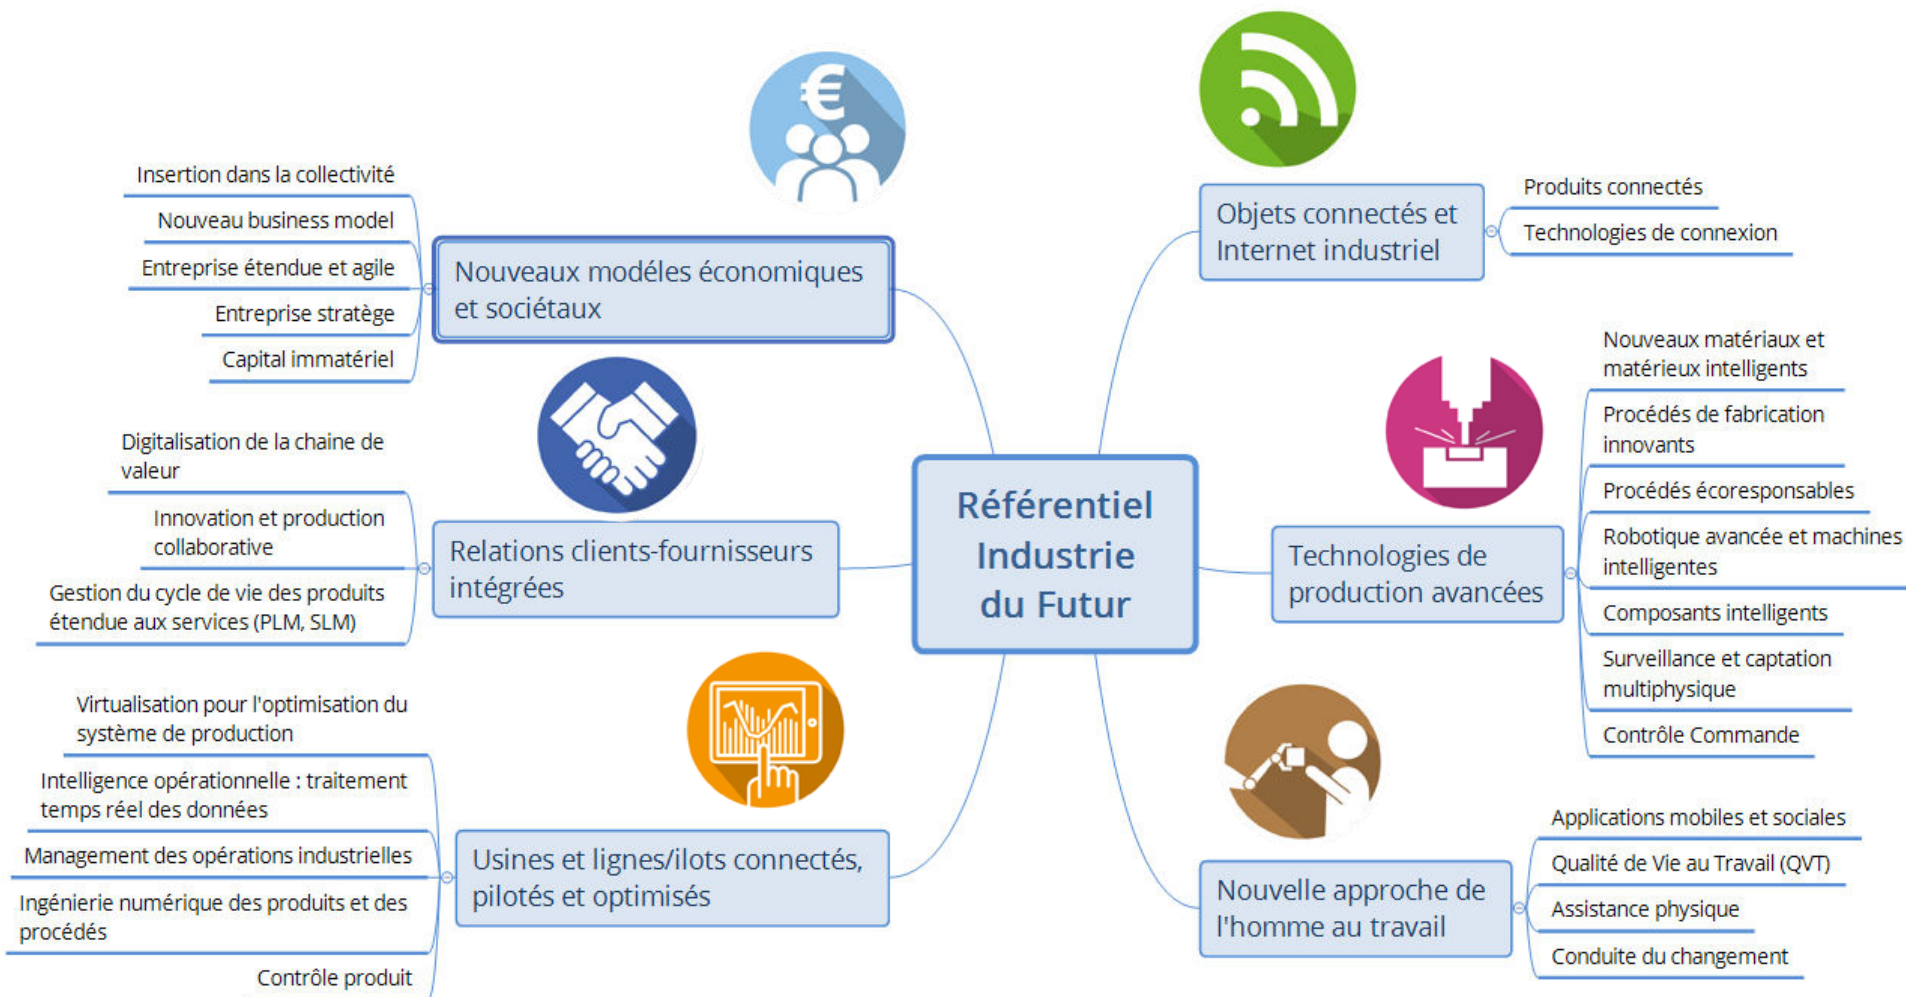 €
Insertion dans la collectivité
Nouveau business model
Entreprise étendue et agile
Entreprise stratège
Capital immatériel
Nouveaux modéles économiques
et sociétaux
Digitalisation de la chaine de
valeur
Innovation et production
collaborative
Gestion du cycle de vie des produits
étendue aux services (PLM, SLM)
Relations clients-fournisseurs
intégrées
Virtualisation pour l'optimisation du
système de production
Intelligence opérationnelle : traitement
temps réel des données
Management des opérations industrielles
Ingénierie numérique des produits et des
procédés
Contrôle produit
Usines et lignes/ilots connectés,
pilotés et optimisés
Référentiel
Industrie
du Futur
Objets connectés et
Internet industriel
Produits connectés
Technologies de connexion
Technologies de
production avancées
Nouveaux matériaux et
matérieux intelligents
Procédés de fabrication
innovants
Procédés écoresponsables
Robotique avancée et machines
intelligentes
Composants intelligents
Surveillance et captation
multiphysique
Contrôle Commande
Nouvelle approche de
l'homme au travail
Applications mobiles et sociales
Qualité de Vie au Travail (QVT)
Assistance physique
Conduite du changement